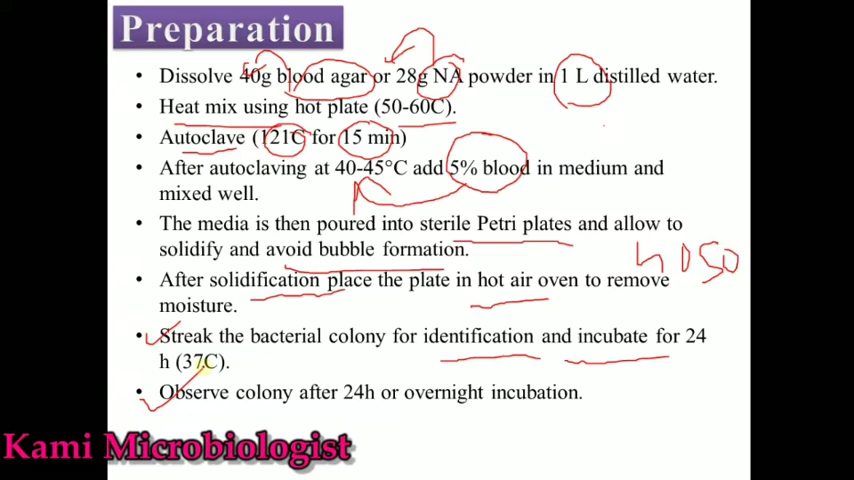 Preparation
• Dissolve 40g blood agar or 28g NA powder in 1 L distilled water.
• Heat mix using hot plate (50-60C).
• Autoclave (121C for 15 min)
• After autoclaving at 40-45°C add 5% blood in medium and
mixed well.
• The media is then poured into sterile Petri plates and allow to
solidify and avoid bubble formation.
• After solidification place the plate in hot air oven to remove
moisture.
• Streak the bacterial colony for identification and incubate for 24
h (37C).
• Observe colony after 24h or overnight incubation.
Kami Microbiologist